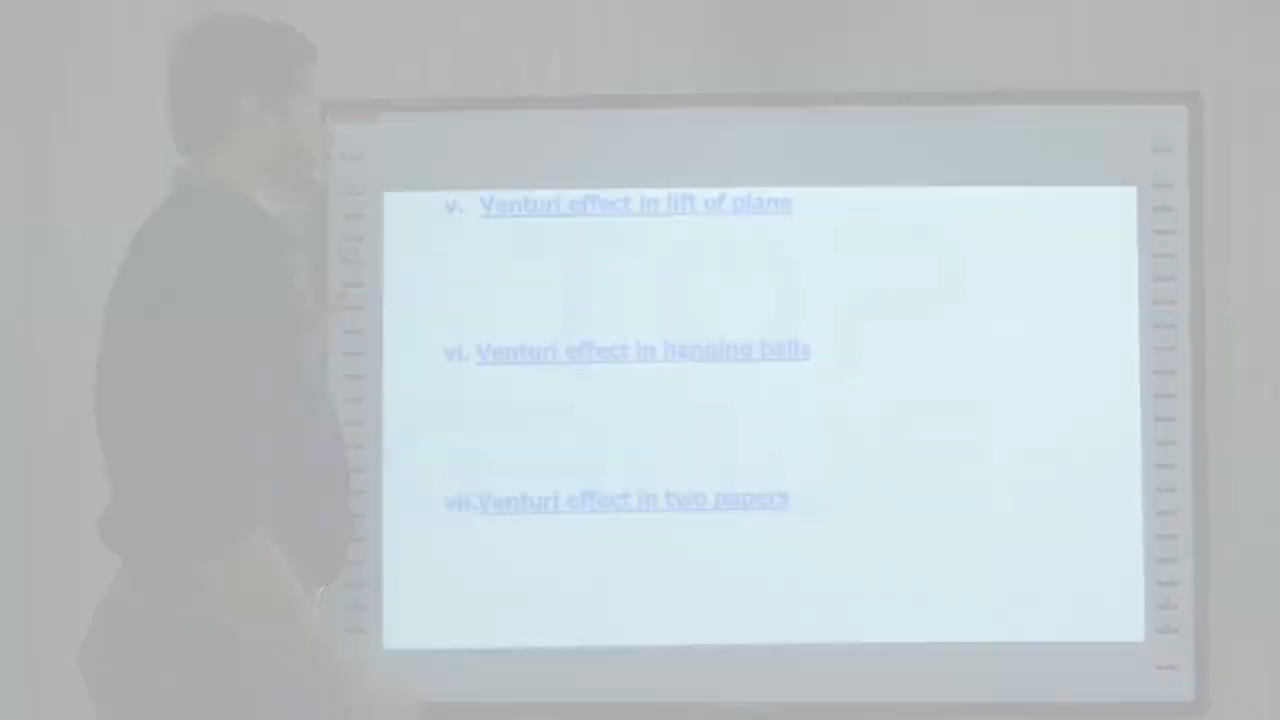 v. Venturi effect in lift of plane
vi. Venturi effect in hanging balls
vii.Venturi effect in two papers